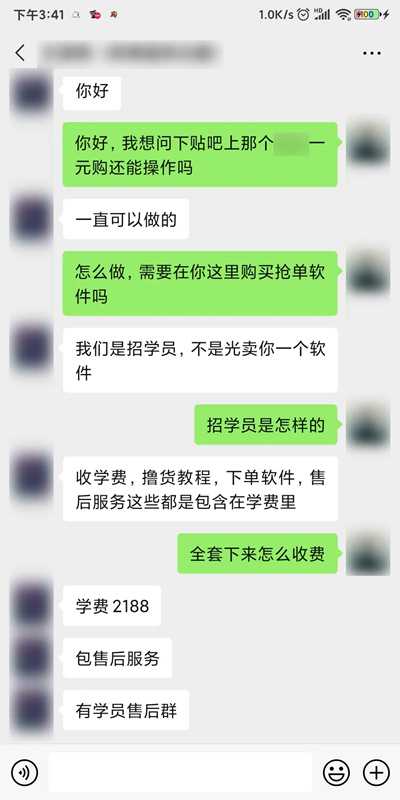 下午3:41
1.0K/s
HD
100
你好
你好，我想问下贴吧上那个一
元购还能操作吗
一直可以做的
怎么做，需要在你这里购买抢单软
件吗
我们是招学员，不是光卖你一个软
件
招学员是怎样的
收学费，撸货教程，下单软件，售
后服务这些都是包含在学费里
全套下来怎么收费
学费2188
包售后服务
有学员售后群